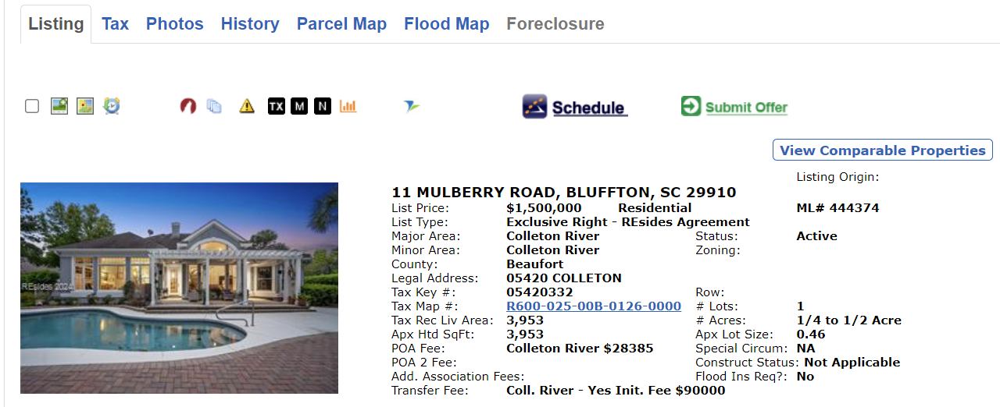 Listing Tax Photos History Parcel Map Flood Map Foreclosure
TX M N Schedule Submit Offer
View Comparable Properties
Listing Origin:
11 MULBERRY ROAD, BLUFFTON, SC 29910
List Price: $1,500,000 Residential ML# 444374
List Type: Exclusive Right - REsides Agreement
Major Area: Colleton River Status: Active
Minor Area: Colleton River Zoning:
County: Beaufort
Legal Address: 05420 COLLETON
Tax Key #: 05420332 Row:
Tax Map #: R600-025-00B-0126-0000 # Lots: 1
Tax Rec Liv Area: 3,953 # Acres: 1/4 to 1/2 Acre
Apx Htd SqFt: 3,953 Apx Lot Size: 0.46
POA Fee: Colleton River $28385 Special Circum: NA
POA 2 Fee: Construct Status: Not Applicable
Add. Association Fees: Flood Ins Req?: No
Transfer Fee: Coll. River - Yes Init. Fee $90000
REsides 2024